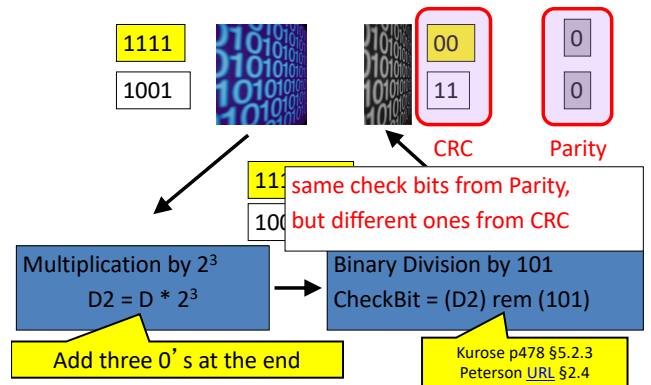 1111
00
0
1001
11
0
CRC
Parity
same check bits from Parity,
but different ones from CRC
Multiplication by 2³
D2 = D * 2³
Binary Division by 101
CheckBit = (D2) rem (101)
Add three 0’s at the end
Kurose p478 §5.2.3
Peterson URL §2.4